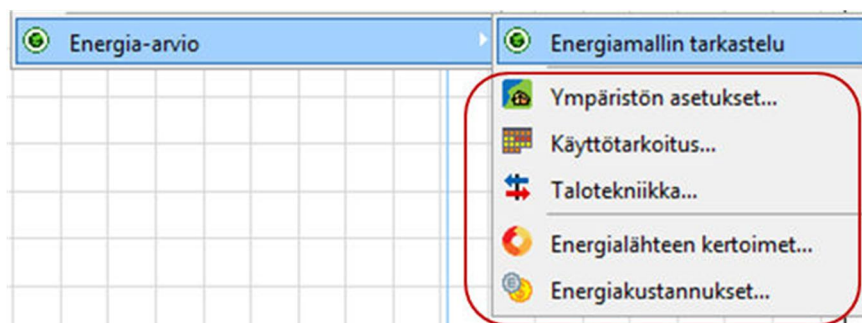 Energia-arvio
Energiamallin tarkastelu
Ympäristön asetukset...
Käyttötarkoitus...
Talotekniikka...
Energialähteen kertoimet...
Energiakustannukset...